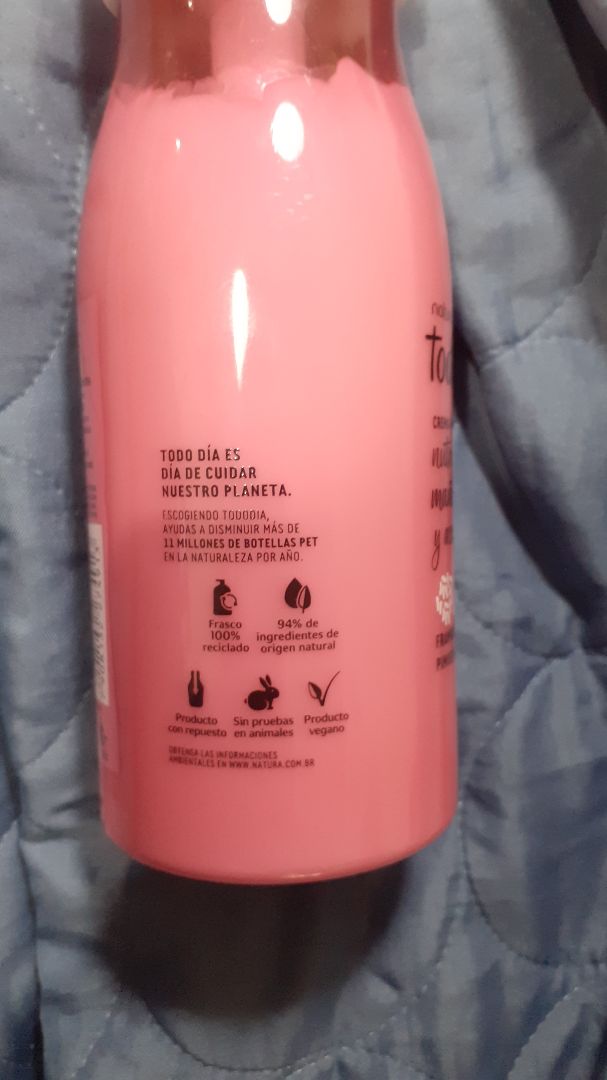 TODO DÍA ES
DÍA DE CUIDAR
NUESTRO PLANETA.
ESCOGIENDO TODODIA,
AYUDAS A DISMINUIR MÁS DE
11 MILLONES DE BOTELLAS PET
EN LA NATURALEZA POR AÑO.
Frasco
100%
reciclado
94% de
ingredientes de
origen natural
Producto
con repuesto
Sin pruebas
en animales
Producto
vegano
OBTENGA LAS INFORMACIONES
AMBIENTALES EN WWW.NATURA.COM.BR